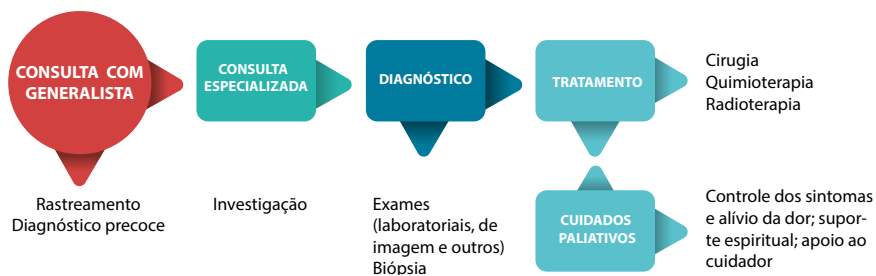 CONSULTA COM
GENERALISTA
Rastreamento
Diagnóstico precoce
CONSULTA
ESPECIALIZADA
Investigação
DIAGNÓSTICO
Exames
(laboratoriais, de
imagem e outros)
Biópsia
TRATAMENTO
Cirugia
Quimioterapia
Radioterapia
CUIDADOS
PALIATIVOS
Controle dos sintomas
e alívio da dor; supor-
te espiritual; apoio ao
cuidador